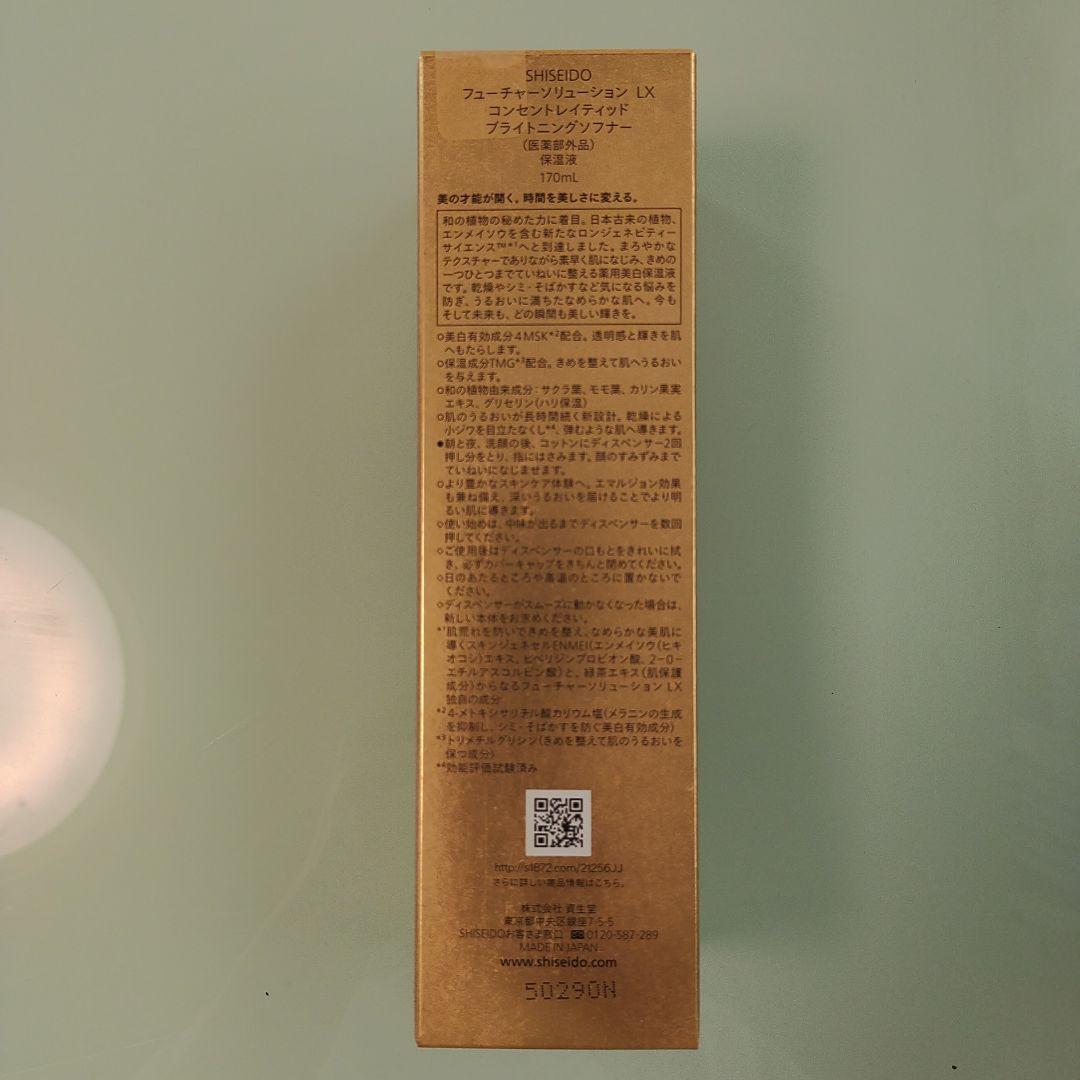 SHISEIDO
フューチャーソリューション LX
コンセントレイティッド
ブライトニングソフナー
(医薬部外品)
保湿液
170mL
美の才能が開く。時間を美しさに変える。
和の植物の秘めた力に着目。日本古来の植物、
エンメイソウを含む新たなロンジェネビティー
サイエンス™*1へと到達しました。まろやかな
テクスチャーでありながら素早く肌になじみ、きめの
一つひとつまでていねいに整える薬用美白保湿液
です。乾燥やシミ・そばかすなど気になる悩みを
防ぎ、うるおいに満ちたなめらかな肌へ。今も
そして未来も、どの瞬間も美しい輝きを。
○美白有効成分4MSK*2配合。透明感と輝きを肌
へもたらします。
○保湿成分TMG*3配合。きめを整えて肌へうるおい
を与えます。
○和の植物由来成分：サクラ葉、モモ葉、カリン果実
エキス、グリセリン(ハリ保湿)
○肌のうるおいが長時間続く新設計。乾燥による
小ジワを目立たなくし*4、弾むような肌へ導きます。
●朝と夜、洗顔の後、コットンにディスペンサー2回
押し分をとり、指にはさみます。顔のすみずみまで
ていねいになじませます。
○より豊かなスキンケア体験へ。エマルジョン効果
も兼ね備え、深いうるおいを届けることでより明
るい肌に導きます。
◇使い始めは、中味が出るまでディスペンサーを数回
押してください。
◇ご使用後はディスペンサーの口もとをきれいに拭
き、必ずカバーキャップをきちんと閉めてください。
◇日のあたるところや高温のところに置かないで
ください。
◇ディスペンサーがスムーズに動かなくなった場合は、
新しい本体をお求めください。
*1肌荒れを防いできめを整え、なめらかな美肌に
導くスキンジェネセルENMEI(エンメイソウ(ヒキ
オコシ)エキス、ピペリジンプロピオン酸、2-O-
エチルアスコルビン酸)と、緑茶エキス(肌保護
成分)からなるフューチャーソリューション LX
独自の成分
*2 4-メトキシサリチル酸カリウム塩(メラニンの生成
を抑制し、シミ・そばかすを防ぐ美白有効成分)
*3トリメチルグリシン(きめを整えて肌のうるおいを
保つ成分)
*4効能評価試験済み
http://s1872.com/21256JJ
さらに詳しい商品情報はこちら。
株式会社 資生堂
東京都中央区銀座7-5-5
SHISEIDOお客さま窓口 0120-587-289
MADE IN JAPAN
www.shiseido.com
50290N